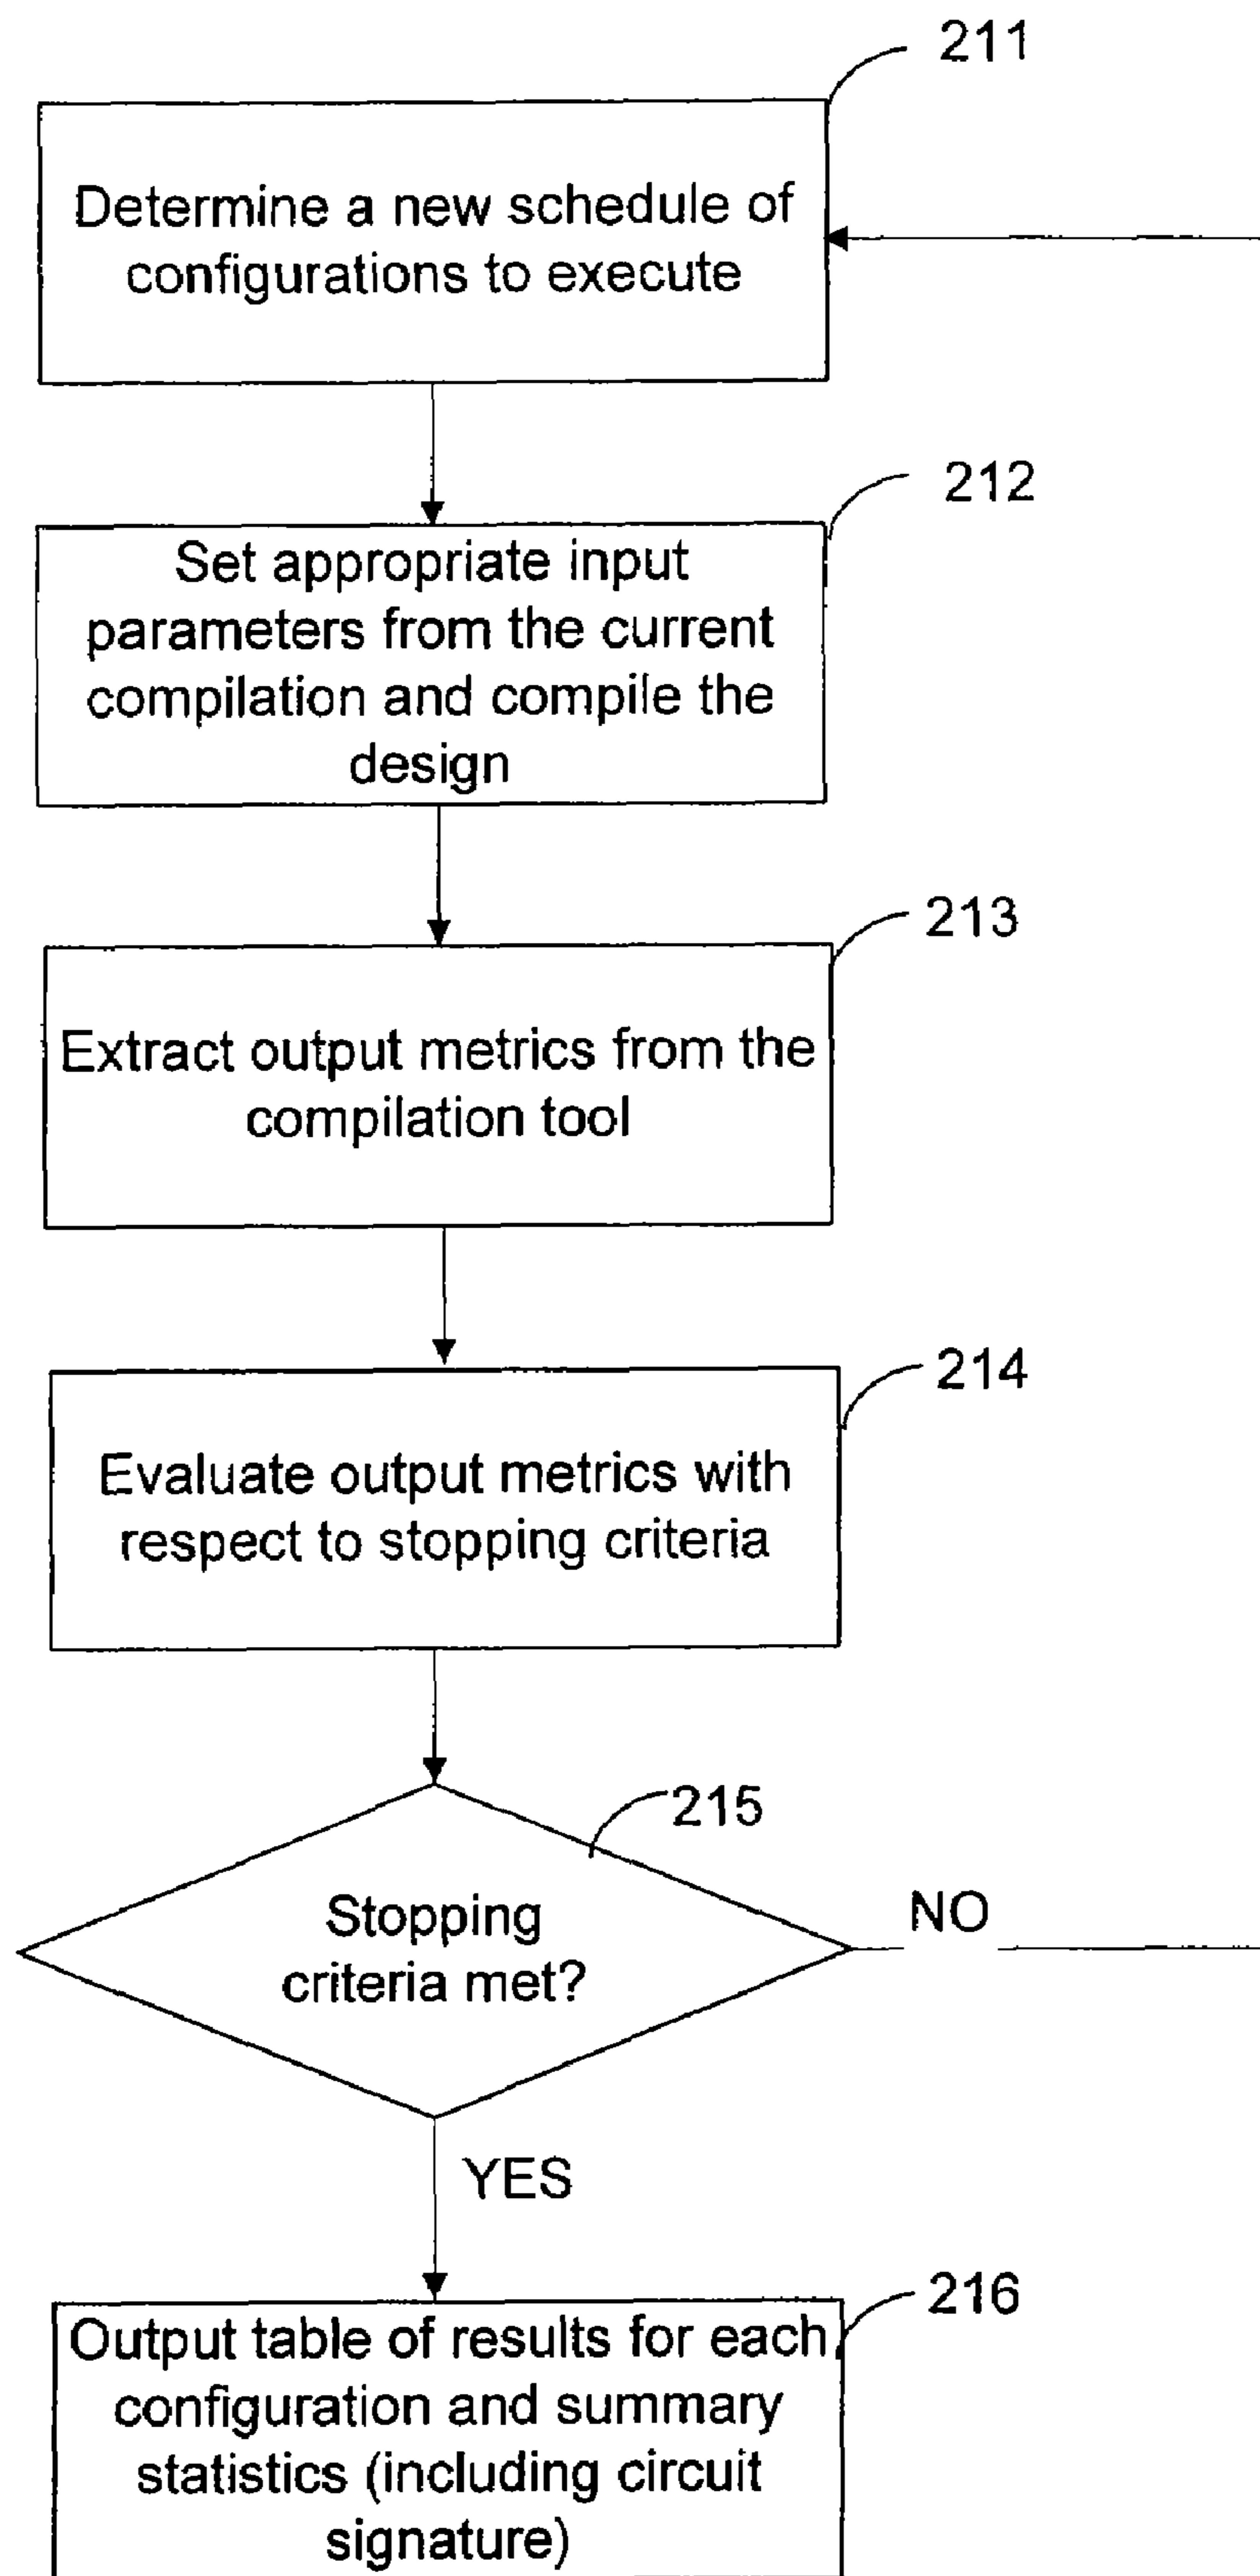 211
Determine a new schedule of
configurations to execute
212
Set appropriate input
parameters from the current
compilation and compile the
design
213
Extract output metrics from the
compilation tool
214
Evaluate output metrics with
respect to stopping criteria
215
Stopping
criteria met?
NO
YES
216
Output table of results for each
configuration and summary
statistics (including circuit
signature)